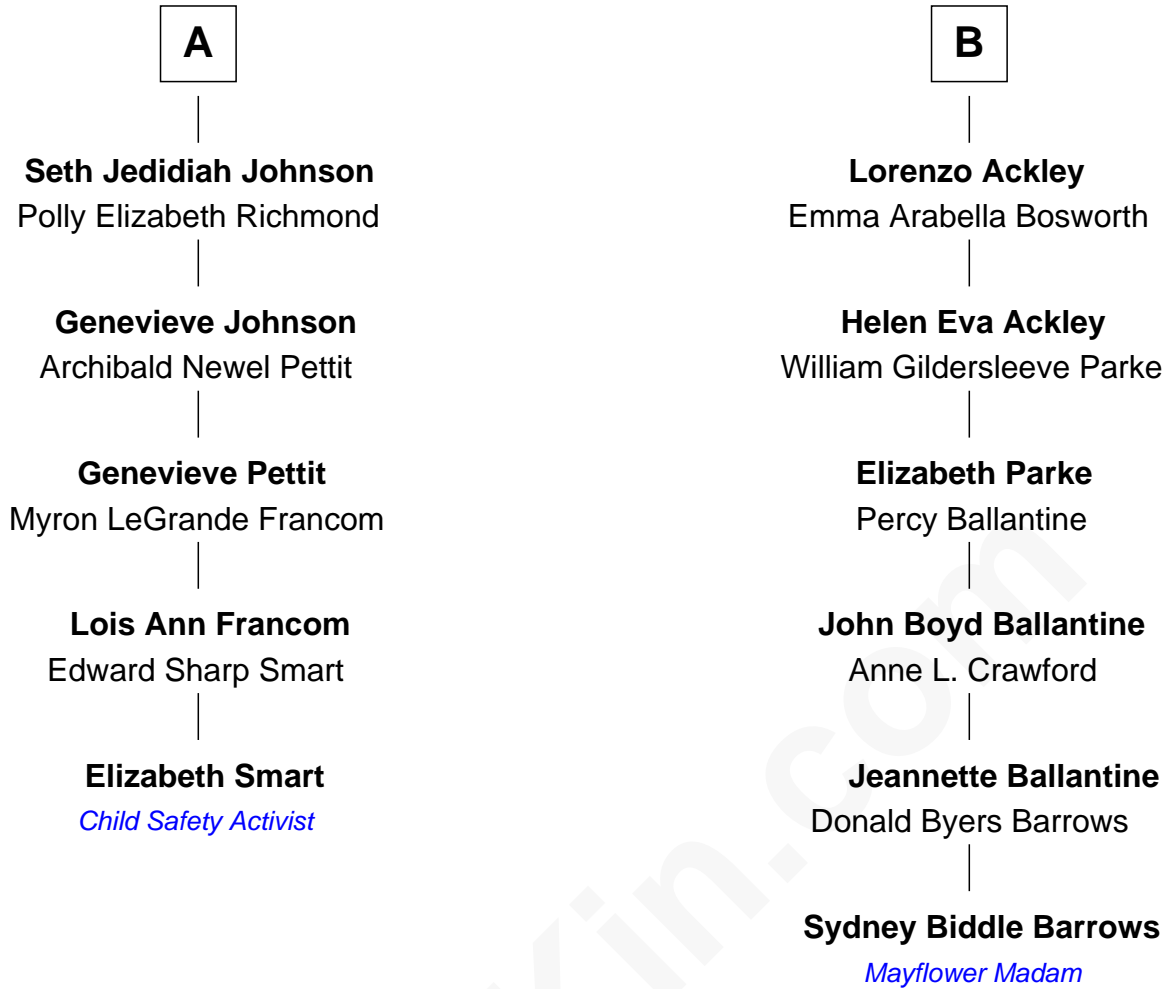 A
Seth Jedidiah Johnson
Polly Elizabeth Richmond
Genevieve Johnson
Archibald Newel Pettit
Genevieve Pettit
Myron LeGrande Francom
Lois Ann Francom
Edward Sharp Smart
Elizabeth Smart
Child Safety Activist
B
Lorenzo Ackley
Emma Arabella Bosworth
Helen Eva Ackley
William Gildersleeve Parke
Elizabeth Parke
Percy Ballantine
John Boyd Ballantine
Anne L. Crawford
Jeannette Ballantine
Donald Byers Barrows
Sydney Biddle Barrows
Mayflower Madam
Kin.com